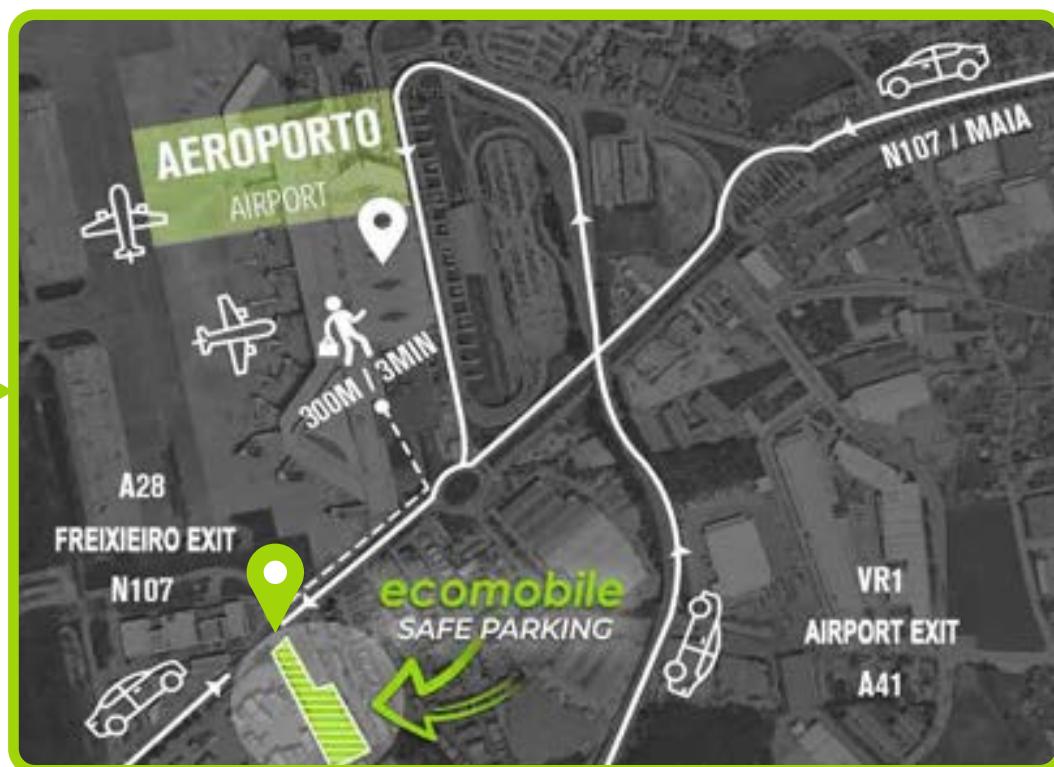 AEROPORTO
AIRPORT
N107 / MAIA
300M / 3MIN
A28
FREIXIEIRO EXIT
N107
ecomobile
SAFE PARKING
VR1
AIRPORT EXIT
A41